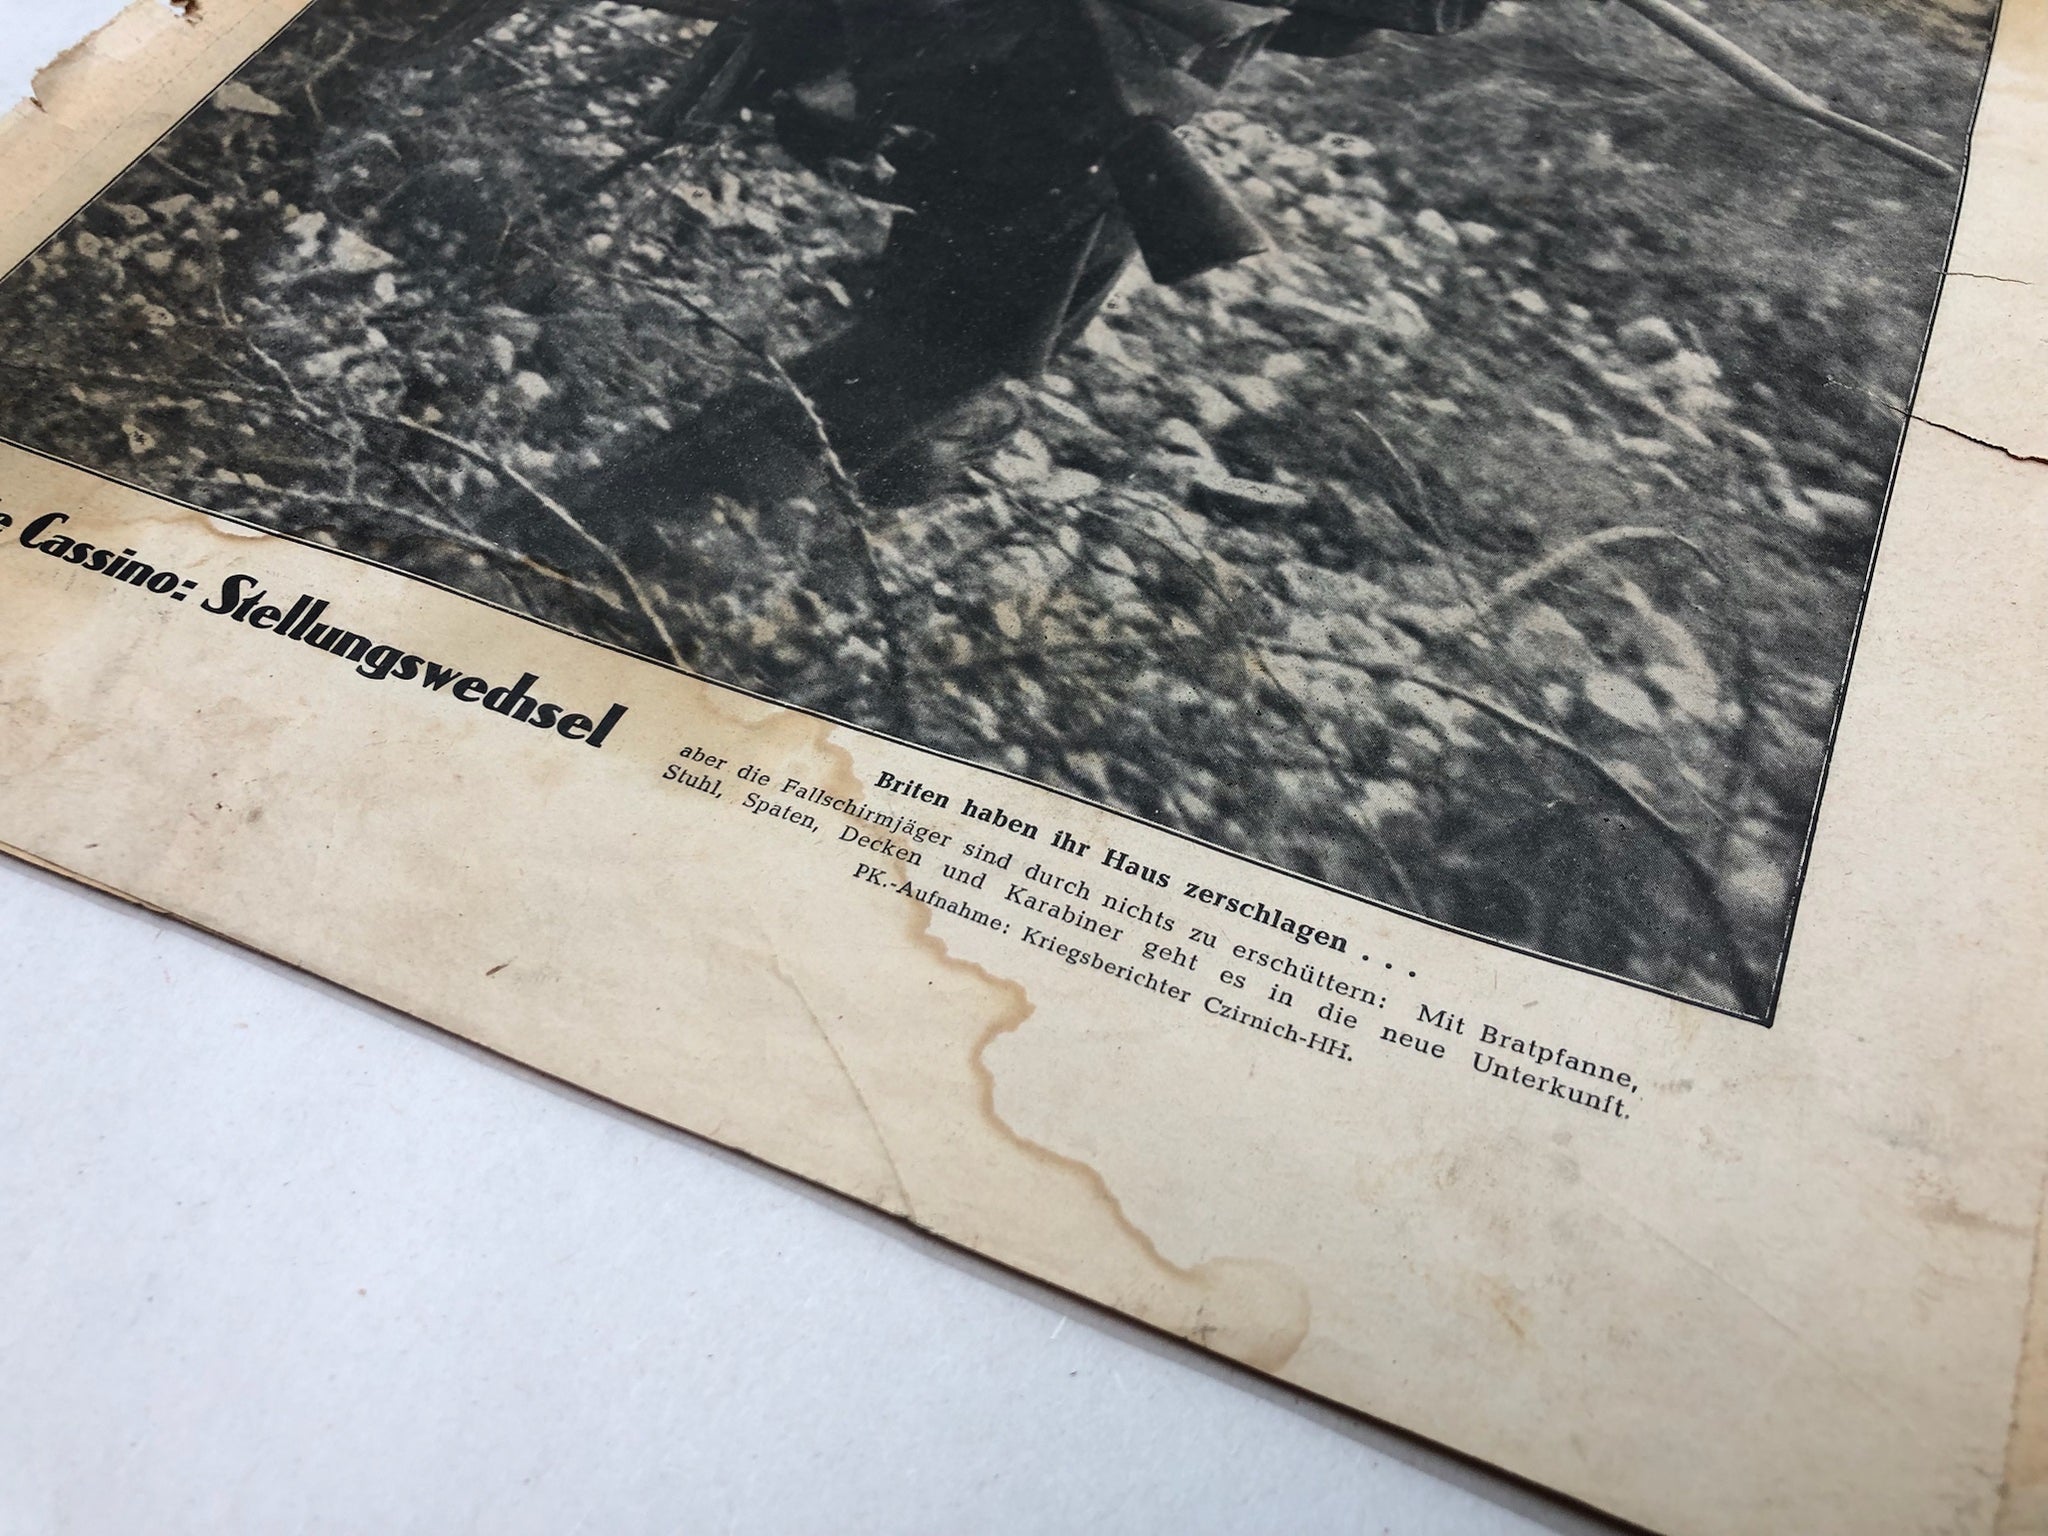 Cassino: Stellungswechsel
Briten haben ihr Haus zerschlagen . . .
aber die Fallschirmjäger sind durch nichts zu erschüttern: Mit Bratpfanne,
Stuhl, Spaten, Decken und Karabiner geht es in die neue Unterkunft.
PK.-Aufnahme: Kriegsberichter Czirnich-HH.